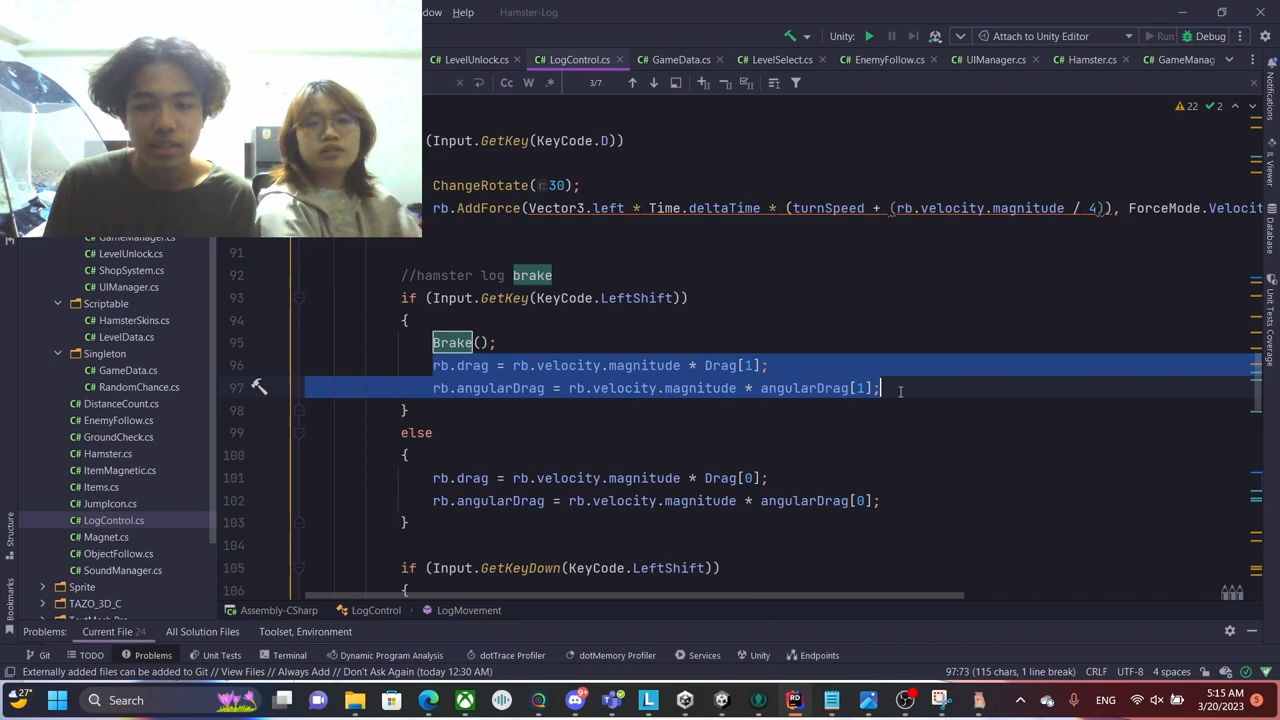 dow Help Hamster-Log
Unity: Attach to Unity Editor Run Debug
LevelUnlock.cs LogControl.cs GameData.cs LevelSelect.cs EnemyFollow.cs UIManager.cs Hamster.cs GameManag
Cc W .* 3/7
22 2
(Input.GetKey(KeyCode.D))
ChangeRotate(r:30);
rb.AddForce(Vector3.left * Time.deltaTime * (turnSpeed + (rb.velocity.magnitude / 4)), ForceMode.Velocit
91
92 //hamster log brake
93 if (Input.GetKey(KeyCode.LeftShift))
94 {
95 Brake();
96 rb.drag = rb.velocity.magnitude * Drag[1];
97 rb.angularDrag = rb.velocity.magnitude * angularDrag[1];
98 }
99 else
100 {
101 rb.drag = rb.velocity.magnitude * Drag[0];
102 rb.angularDrag = rb.velocity.magnitude * angularDrag[0];
103 }
104
105 if (Input.GetKeyDown(KeyCode.LeftShift))
106 {
C# GameManager.cs
C# LevelUnlock.cs
C# ShopSystem.cs
C# UIManager.cs
Scriptable
C# HamsterSkins.cs
C# LevelData.cs
Singleton
C# GameData.cs
C# RandomChance.cs
C# DistanceCount.cs
C# EnemyFollow.cs
C# GroundCheck.cs
C# Hamster.cs
C# ItemMagnetic.cs
C# Items.cs
C# JumpIcon.cs
C# LogControl.cs
C# Magnet.cs
C# ObjectFollow.cs
C# SoundManager.cs
Sprite
TAZO_3D_C
Structure
Bookmarks
Notifications
IL Viewer
Database
Unit Tests Coverage
Assembly-CSharp LogControl LogMovement
Problems: Current File 24 All Solution Files Toolset, Environment
Git TODO Problems Unit Tests Terminal Dynamic Program Analysis dotTrace Profiler dotMemory Profiler Services Unity Endpoints
Externally added files can be added to Git // View Files // Always Add // Don't Ask Again (today 12:30 AM) 97:73 (115 chars, 1 line break) CRLF UTF-8 4 spaces
27° Search 5:15 AM
3/20/2023 5